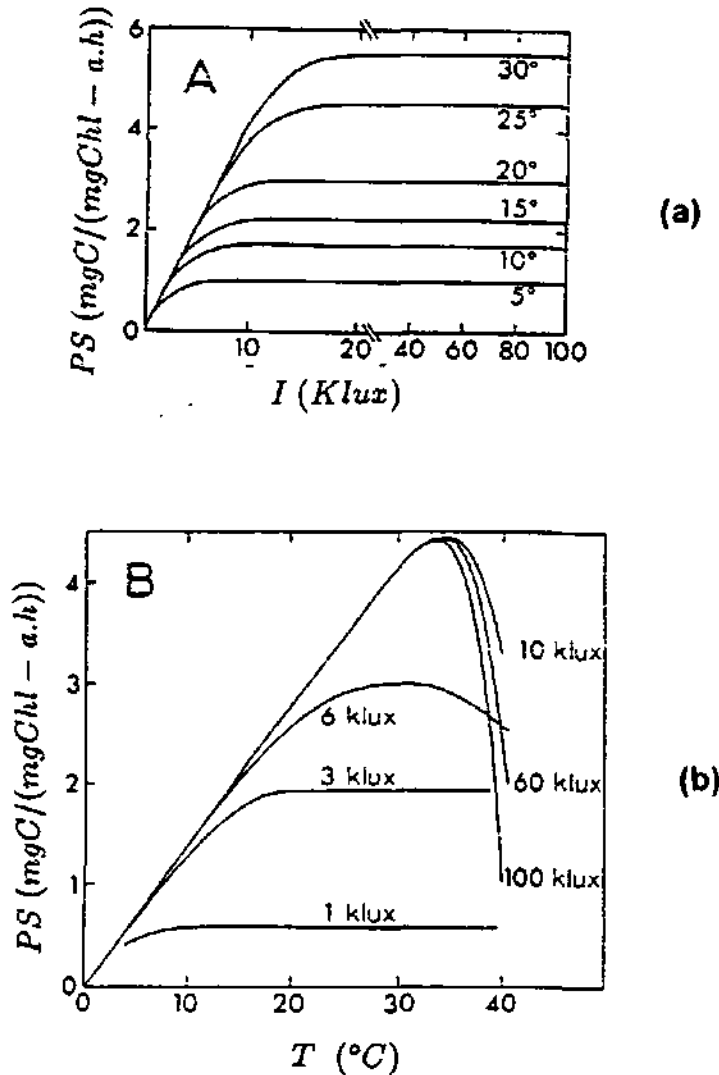 A
PS (mgC/(mgChl − a.h))
6
4
2
0
30°
25°
20°
15°
10°
5°
10 20 40 60 80 100
I (Klux)
(a)
B
PS (mgC/(mgChl − a.h))
4
3
2
1
0
10 klux
6 klux
3 klux
60 klux
100 klux
1 klux
0 10 20 30 40
T (°C)
(b)